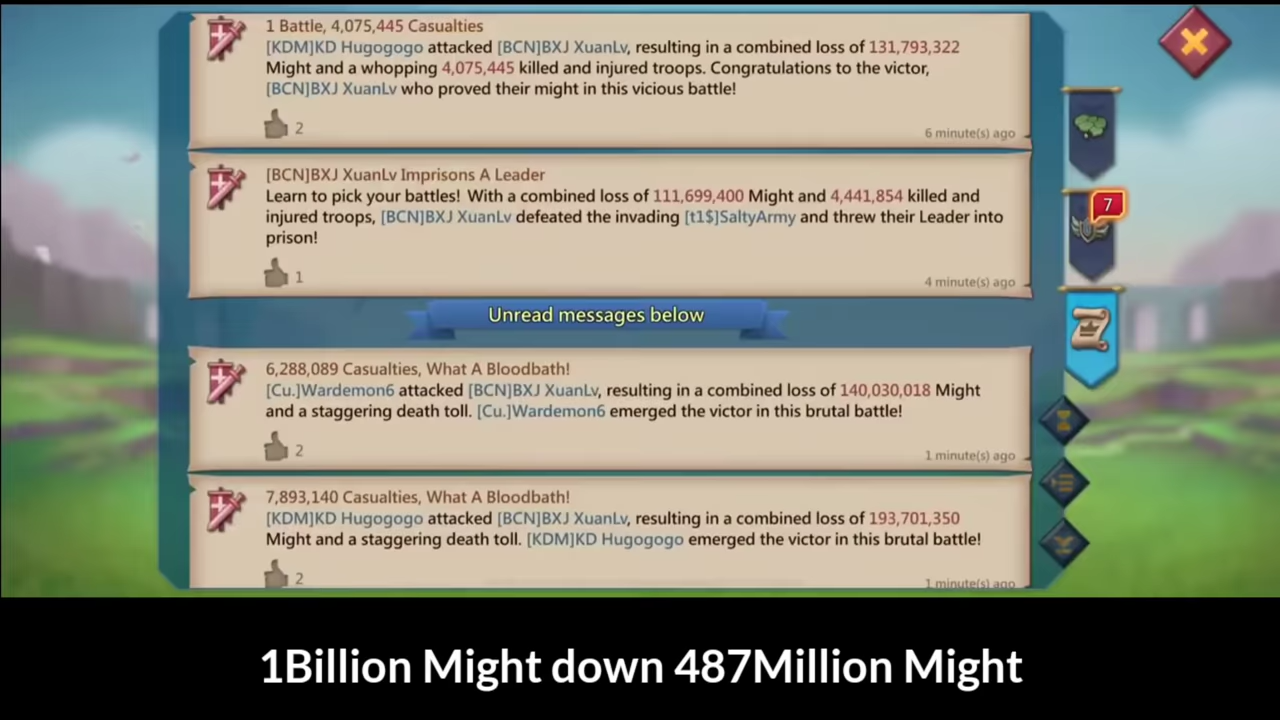 1 Battle, 4,075,445 Casualties
[KDM]KD Hugogogo attacked [BCN]BXJ XuanLv, resulting in a combined loss of 131,793,322
Might and a whopping 4,075,445 killed and injured troops. Congratulations to the victor,
[BCN]BXJ XuanLv who proved their might in this vicious battle!
2
6 minute(s) ago
[BCN]BXJ XuanLv Imprisons A Leader
Learn to pick your battles! With a combined loss of 111,699,400 Might and 4,441,854 killed and
injured troops, [BCN]BXJ XuanLv defeated the invading [t1$]SaltyArmy and threw their Leader into
prison!
7
1
4 minute(s) ago
Unread messages below
6,288,089 Casualties, What A Bloodbath!
[Cu.]Wardemon6 attacked [BCN]BXJ XuanLv, resulting in a combined loss of 140,030,018 Might
and a staggering death toll. [Cu.]Wardemon6 emerged the victor in this brutal battle!
2
1 minute(s) ago
7,893,140 Casualties, What A Bloodbath!
[KDM]KD Hugogogo attacked [BCN]BXJ XuanLv, resulting in a combined loss of 193,701,350
Might and a staggering death toll. [KDM]KD Hugogogo emerged the victor in this brutal battle!
2
1 minute(s) ago
1Billion Might down 487Million Might